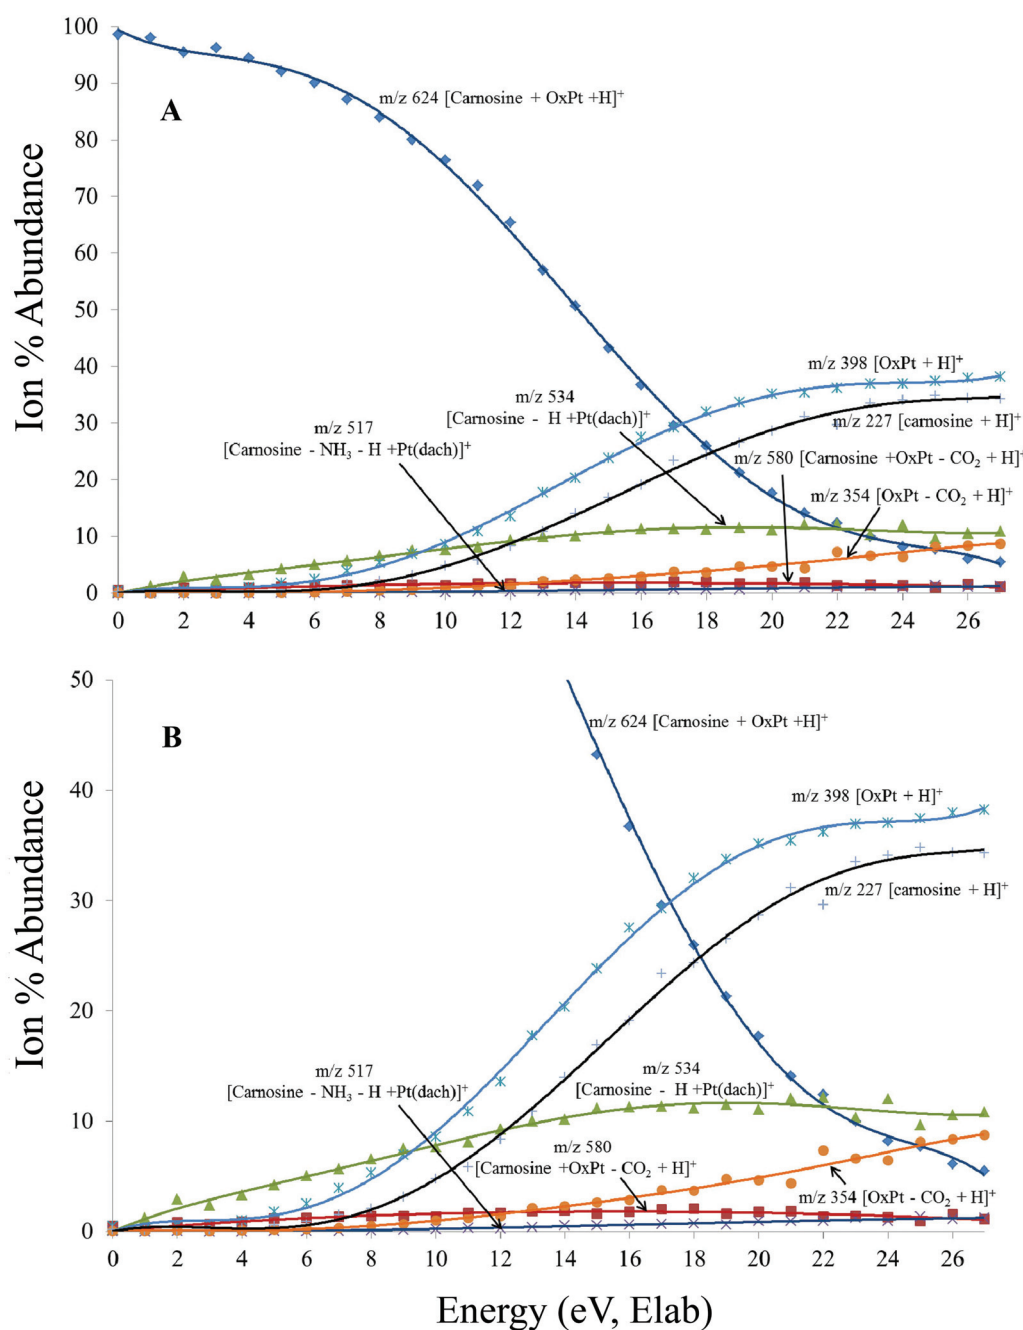 100
90
80
70
60
50
40
30
20
10
0
Ion % Abundance
A
m/z 624 [Carnosine + OxPt +H]⁺
m/z 398 [OxPt + H]⁺
m/z 534
[Carnosine - H +Pt(dach)]⁺
m/z 517
[Carnosine - NH₃ - H +Pt(dach)]⁺
m/z 227 [carnosine + H]⁺
m/z 580 [Carnosine +OxPt - CO₂ + H]⁺
m/z 354 [OxPt - CO₂ + H]⁺
0 2 4 6 8 10 12 14 16 18 20 22 24 26
50
40
30
20
10
0
Ion % Abundance
B
m/z 624 [Carnosine + OxPt +H]⁺
m/z 398 [OxPt + H]⁺
m/z 227 [carnosine + H]⁺
m/z 517
[Carnosine - NH₃ - H +Pt(dach)]⁺
m/z 534
[Carnosine - H +Pt(dach)]⁺
m/z 580
[Carnosine +OxPt - CO₂ + H]⁺
m/z 354 [OxPt - CO₂ + H]⁺
0 2 4 6 8 10 12 14 16 18 20 22 24 26
Energy (eV, Elab)